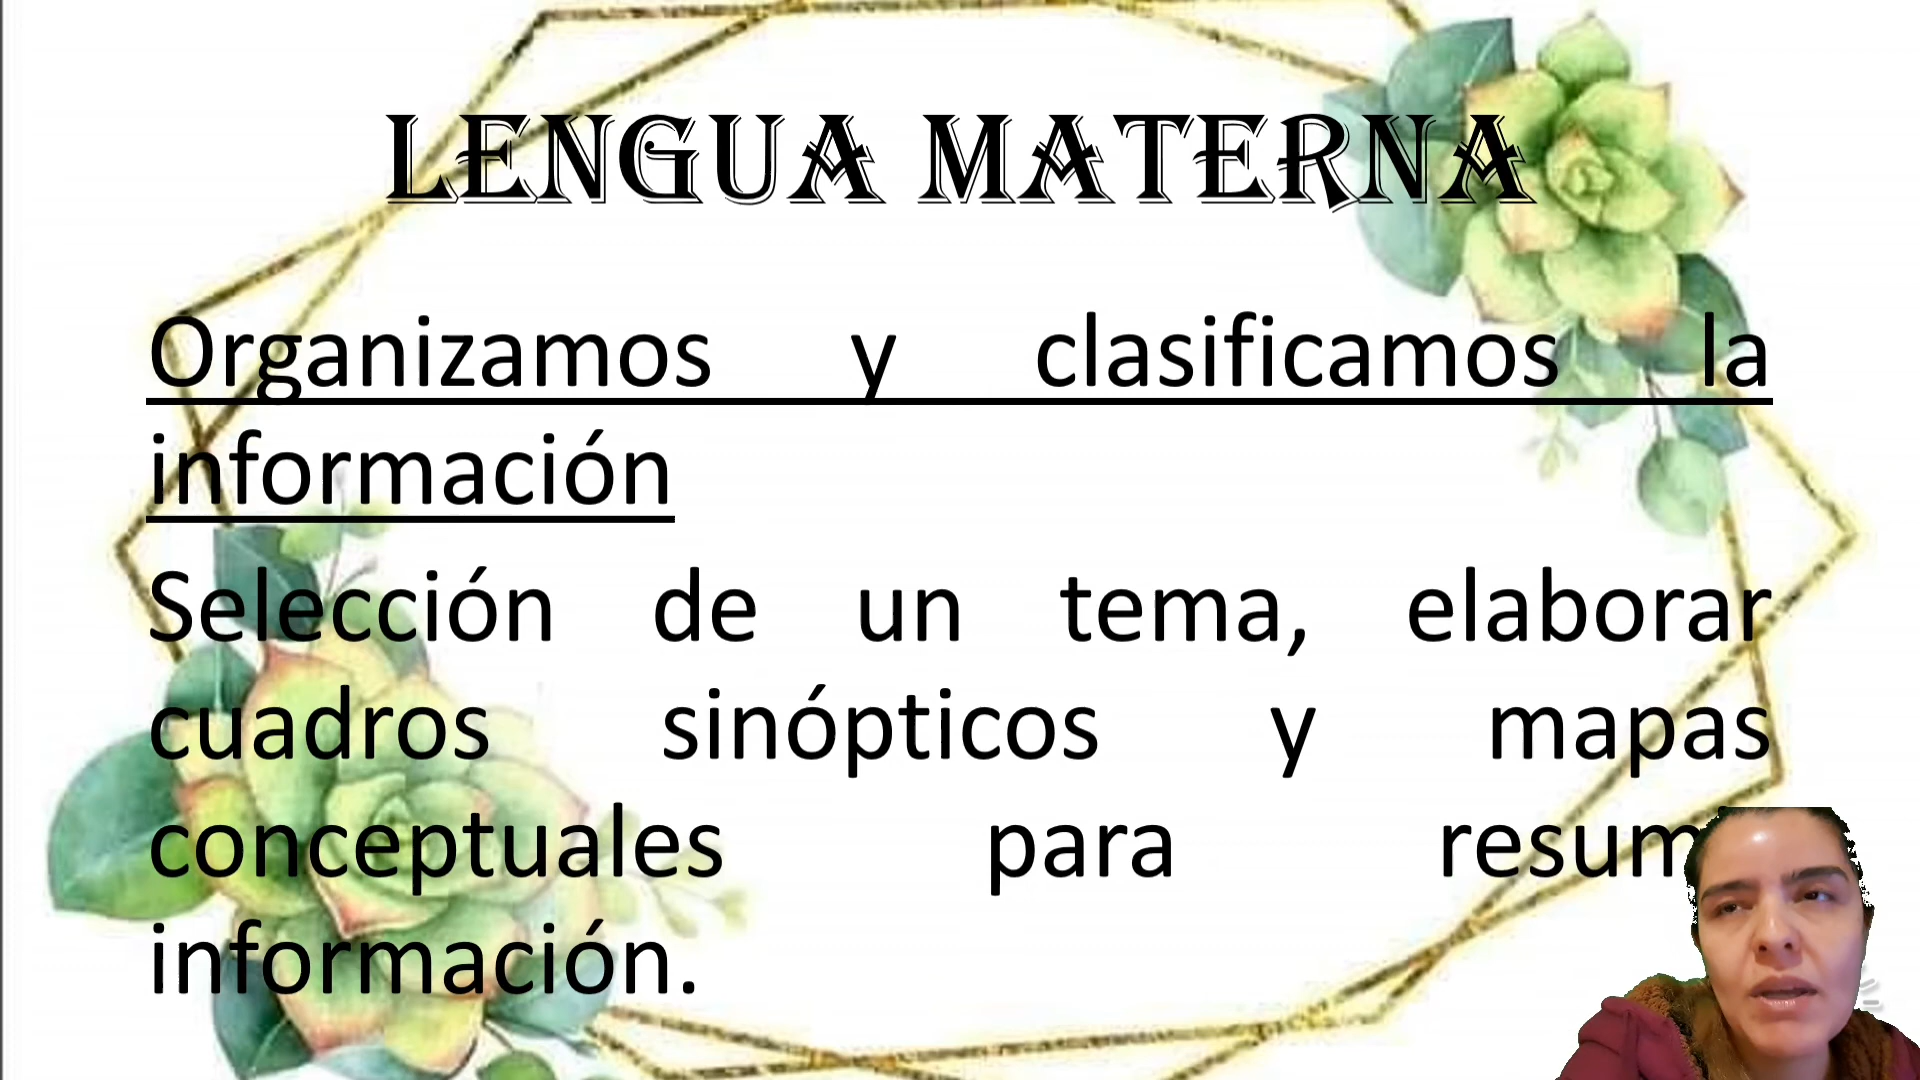 LENGUA MATERNA
Organizamos y clasificamos la
información
Selección de un tema, elaborar
cuadros sinópticos y mapas
conceptuales para
información.